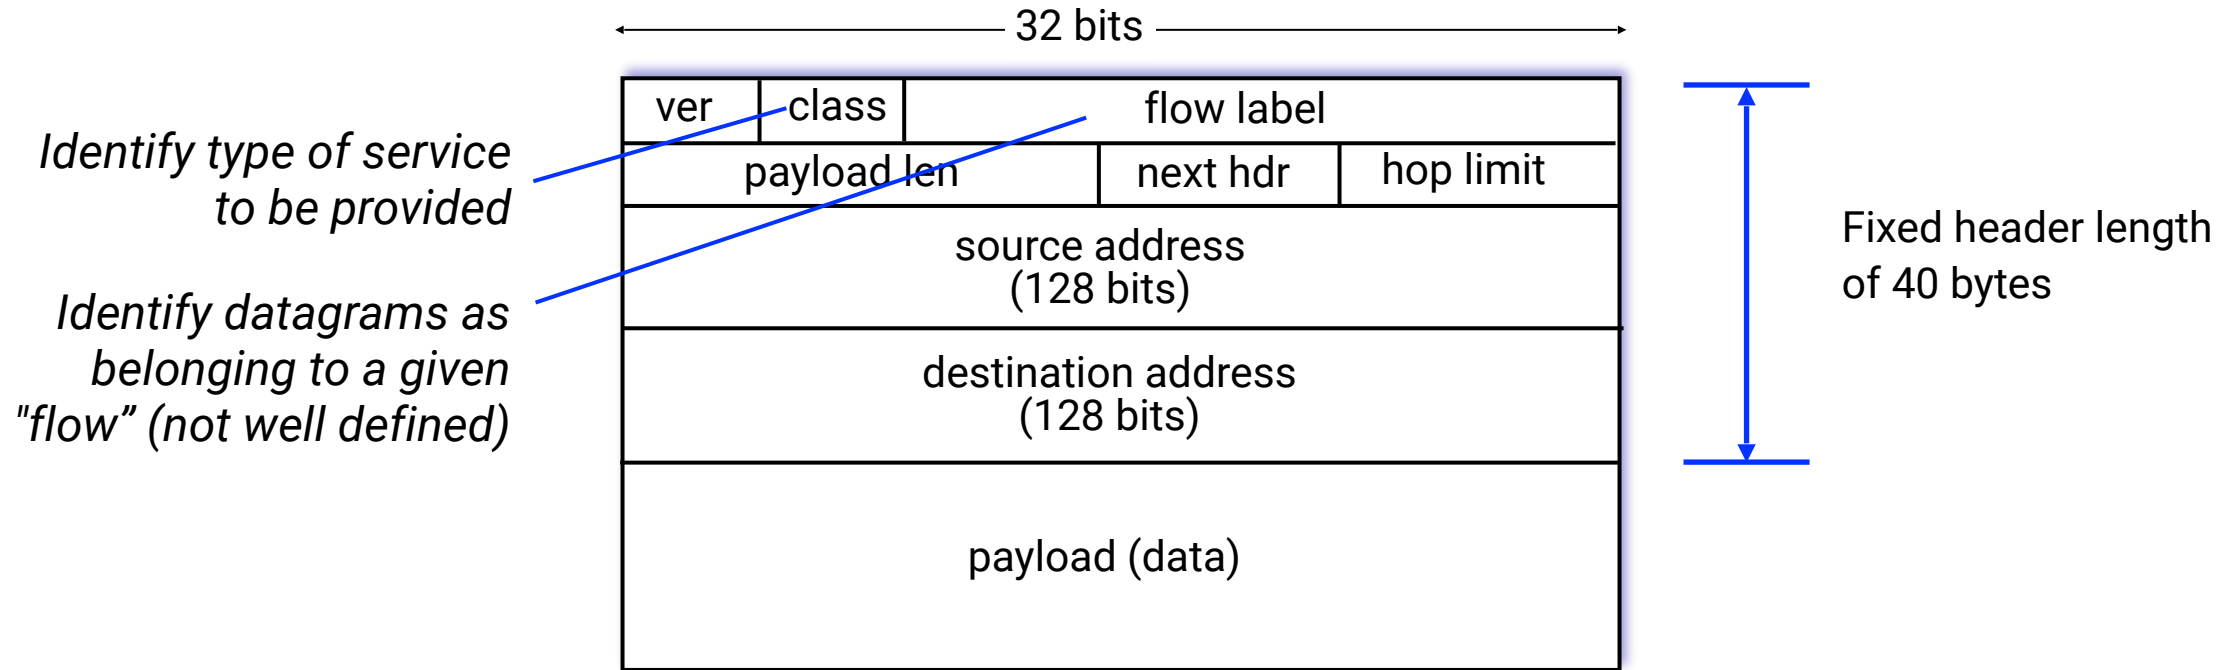 32 bits
ver class flow label
payload len next hdr hop limit
source address
(128 bits)
destination address
(128 bits)
payload (data)
Identify type of service
to be provided
Identify datagrams as
belonging to a given
"flow” (not well defined)
Fixed header length
of 40 bytes